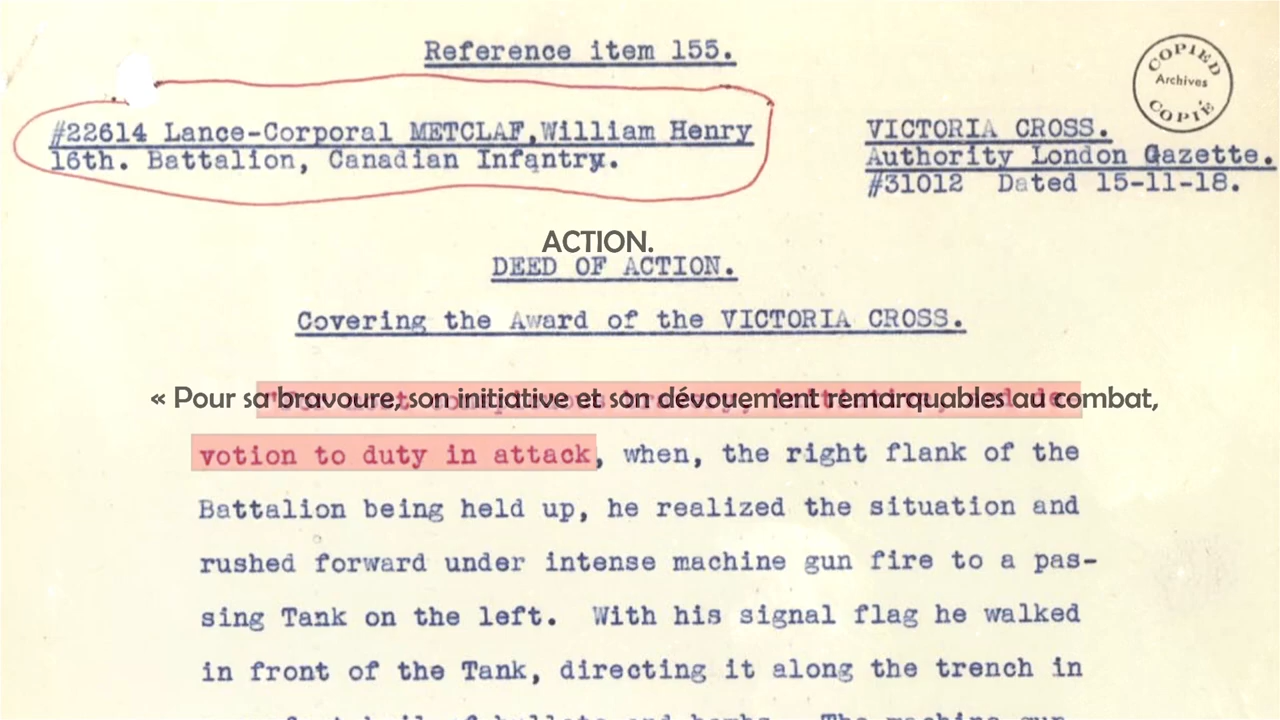 Reference item 155.
COPIED
Archives
COPIÉ
#22614 Lance-Corporal METCLAF,William Henry
16th. Battalion, Canadian Infantry.
VICTORIA CROSS.
Authority London Gazette.
#31012 Dated 15-11-18.
ACTION.
DEED OF ACTION.
Covering the Award of the VICTORIA CROSS.
« Pour sa bravoure, son initiative et son dévouement remarquables au combat,
votion to duty in attack, when, the right flank of the
Battalion being held up, he realized the situation and
rushed forward under intense machine gun fire to a pas-
sing Tank on the left. With his signal flag he walked
in front of the Tank, directing it along the trench in